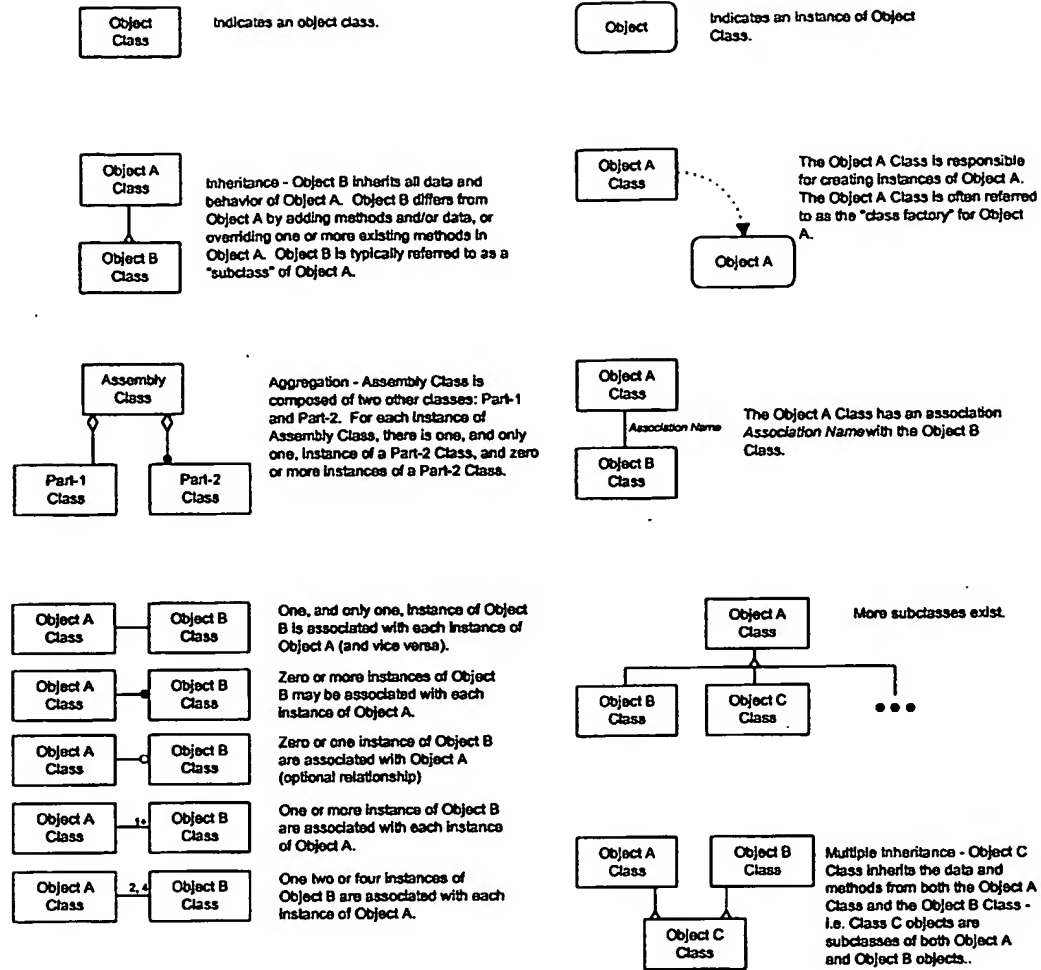 Object
Class
Indicates an object class.
Object
Indicates an instance of Object
Class.
Object A
Class
Object B
Class
Inheritance - Object B inherits all data and
behavior of Object A. Object B differs from
Object A by adding methods and/or data, or
overriding one or more existing methods in
Object A. Object B is typically referred to as a
"subclass" of Object A.
Object A
Class
Object A
The Object A Class is responsible
for creating instances of Object A.
The Object A Class is often referred
to as the "class factory" for Object
A.
Assembly
Class
Part-1
Class
Part-2
Class
Aggregation - Assembly Class is
composed of two other classes: Part-1
and Part-2. For each instance of
Assembly Class, there is one, and only
one, instance of a Part-2 Class, and zero
or more instances of a Part-2 Class.
Object A
Class
Association Name
Object B
Class
The Object A Class has an association
Association Name with the Object B
Class.
Object A
Class
Object B
Class
One, and only one, instance of Object
B is associated with each instance of
Object A (and vice versa).
Object A
Class
Object B
Class
Zero or more instances of Object
B may be associated with each
instance of Object A.
Object A
Class
Object B
Class
Zero or one instance of Object B
are associated with Object A
(optional relationship)
Object A
Class
1+
Object B
Class
One or more instance of Object B
are associated with each instance
of Object A.
Object A
Class
2, 4
Object B
Class
One two or four instances of
Object B are associated with each
instance of Object A.
Object A
Class
Object B
Class
Object C
Class
More subclasses exist.
Object A
Class
Object B
Class
Object C
Class
Multiple Inheritance - Object C
Class inherits the data and
methods from both the Object A
Class and the Object B Class -
i.e. Class C objects are
subclasses of both Object A
and Object B objects..